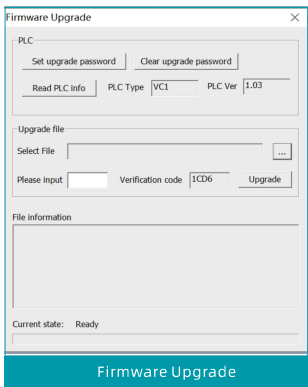 Firmware Upgrade
PLC
Set upgrade password Clear upgrade password
Read PLC info PLC Type VC1 PLC Ver 1.03
Upgrade file
Select File ...
Please input Verification code 1CD6 Upgrade
File information
Current state: Ready
Firmware Upgrade